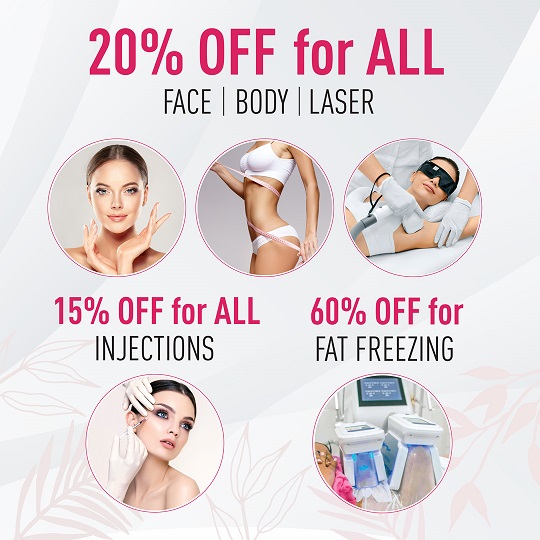 20% OFF for ALL
FACE | BODY | LASER
15% OFF for ALL
INJECTIONS
60% OFF for
FAT FREEZING